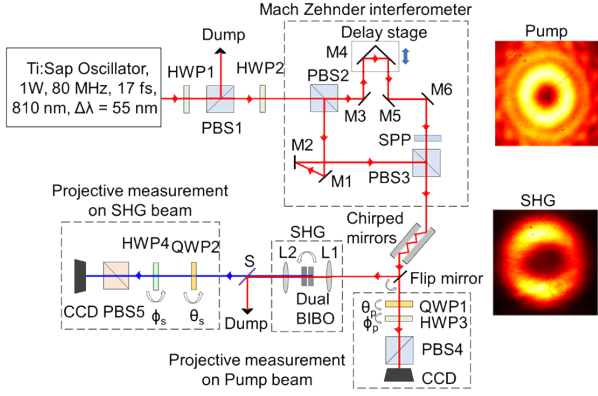 Mach Zehnder interferometer
Pump
Dump
Delay stage
M4
Ti:Sap Oscillator,
1W, 80 MHz, 17 fs,
810 nm, Δλ = 55 nm
HWP1
HWP2
PBS2
M6
PBS1
M3
M5
SPP
M2
M1
PBS3
Projective measurement
on SHG beam
Chirped
mirrors
SHG
HWP4
QWP2
SHG
S
L2
L1
Flip mirror
CCD
PBS5
Dual
BIBO
ϕs
θs
Dump
θp
QWP1
ϕp
HWP3
PBS4
Projective measurement
on Pump beam
CCD